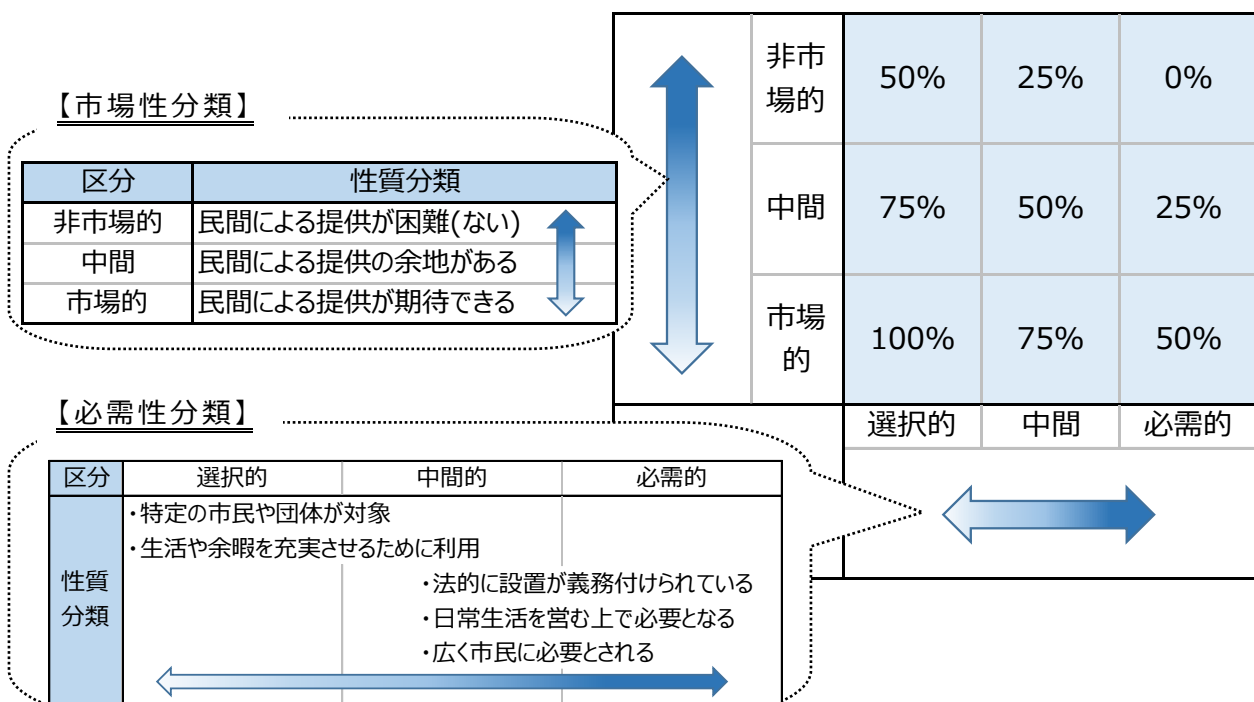 【市場性分類】
区分 性質分類
非市場的 民間による提供が困難(ない)
中間 民間による提供の余地がある
市場的 民間による提供が期待できる
非市
場的
50% 25% 0%
中間 75% 50% 25%
市場
的
100% 75% 50%
選択的 中間 必需的
【必需性分類】
区分 選択的 中間的 必需的
性質
分類
・特定の市民や団体が対象
・生活や余暇を充実させるために利用
・法的に設置が義務付けられている
・日常生活を営む上で必要となる
・広く市民に必要とされる